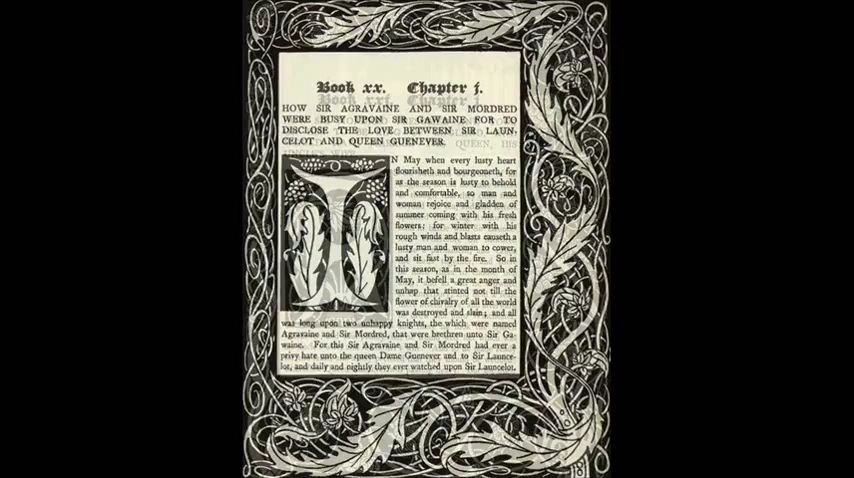 Book xx. Chapter j.
Book xxi. Chapter j.
HOW SIR AGRAVAINE AND SIR MORDRED
WERE BUSY UPON SIR GAWAINE FOR TO
DISCLOSE THE LOVE BETWEEN SIR LAUN-
CELOT AND QUEEN GUENEVER.
QUEEN, HIS
UNCLE'S WIFE
IN May when every lusty heart
flourisheth and bourgeoneth, for
as the season is lusty to behold
and comfortable, so man and
woman rejoice and gladden of
summer coming with his fresh
flowers; for winter with his
rough winds and blasts causeth a
lusty man and woman to cower,
and sit fast by the fire. So in
this season, as in the month of
May, it befell a great anger and
unhap that stinted not till the
flower of chivalry of all the world
was destroyed and slain; and all
was long upon two unhappy knights, the which were named
Agravaine and Sir Mordred, that were brethren unto Sir Ga-
waine. For this Sir Agravaine and Sir Mordred had ever a
privy hate unto the queen Dame Guenever and to Sir Launce-
lot, and daily and nightly they ever watched upon Sir Launcelot.